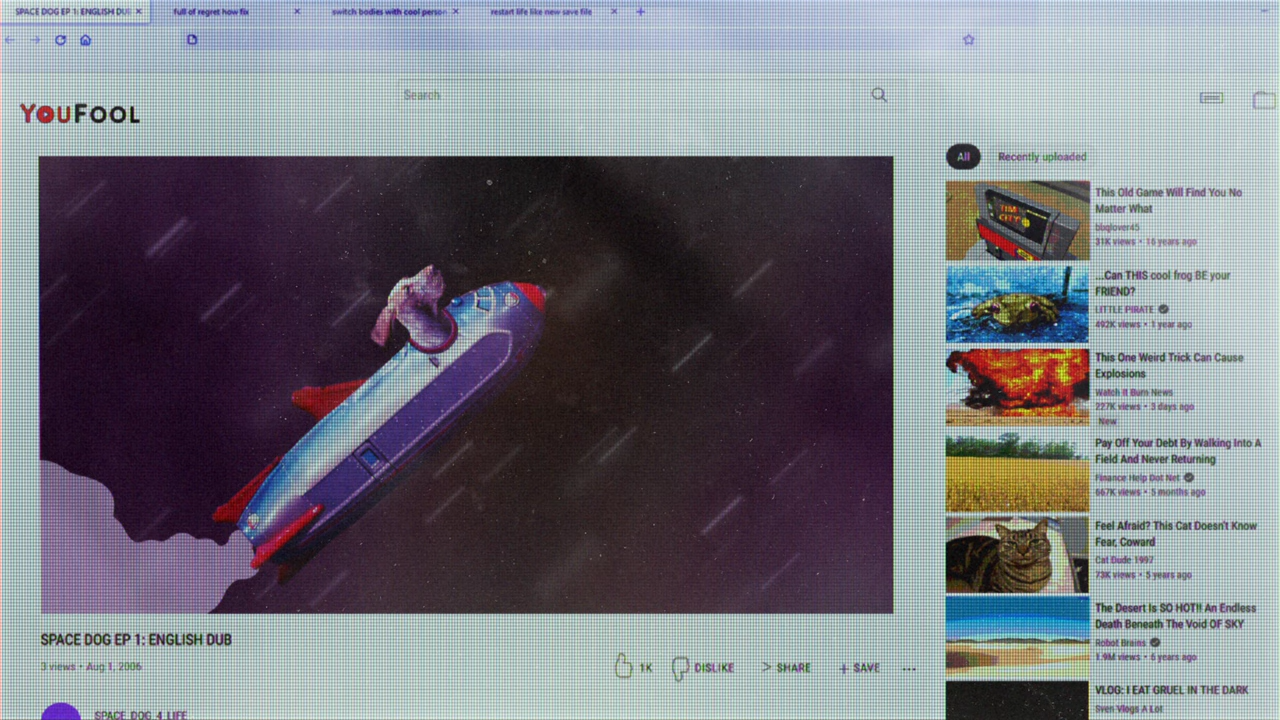 SPACE DOG EP 1: ENGLISH DUB
full of regret how fix
switch bodies with cool person
restart life like new save file
Search
YOUFOOL
All
Recently uploaded
TIM
CITY
This Old Game Will Find You No
Matter What
bbqlover45
31K views • 16 years ago
...Can THIS cool frog BE your
FRIEND?
LITTLE PIRATE
492K views • 1 year ago
This One Weird Trick Can Cause
Explosions
Watch It Burn News
227K views • 3 days ago
New
Pay Off Your Debt By Walking Into A
Field And Never Returning
Finance Help Dot Net
667K views • 5 months ago
Feel Afraid? This Cat Doesn't Know
Fear, Coward
Cat Dude 1997
73K views • 5 years ago
The Desert Is SO HOT!! An Endless
Death Beneath The Void OF SKY
Robot Brains
1.9M views • 6 years ago
VLOG: I EAT GRUEL IN THE DARK
Sven Vlogs A Lot
SPACE DOG EP 1: ENGLISH DUB
3 views • Aug 1, 2006
1K
DISLIKE
SHARE
SAVE
SPACE_DOG_4_LIFE